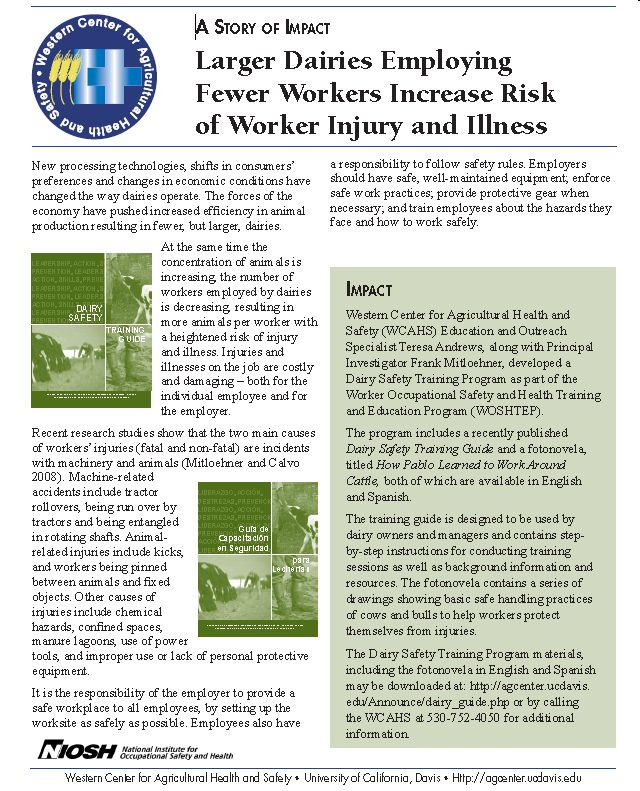 Western Center for Agricultural Health and Safety
A STORY OF IMPACT
Larger Dairies Employing
Fewer Workers Increase Risk
of Worker Injury and Illness
New processing technologies, shifts in consumers'
preferences and changes in economic conditions have
changed the way dairies operate. The forces of the
economy have pushed increased efficiency in animal
production resulting in fewer, but larger, dairies.
At the same time the
concentration of animals is
increasing, the number of
workers employed by dairies
is decreasing, resulting in
more animals per worker with
a heightened risk of injury
and illness. Injuries and
illnesses on the job are costly
and damaging – both for the
individual employee and for
the employer.
DAIRY
SAFETY
TRAINING
GUIDE
Recent research studies show that the two main causes
of workers' injuries (fatal and non-fatal) are incidents
with machinery and animals (Mitloehner and Calvo
2008). Machine-related
accidents include tractor
rollovers, being run over by
tractors and being entangled
in rotating shafts. Animal-
related injuries include kicks,
and workers being pinned
between animals and fixed
objects. Other causes of
injuries include chemical
hazards, confined spaces,
manure lagoons, use of power
tools, and improper use or lack of personal protective
equipment.
Guía de
Capacitación
en Seguridad
para
Lecherías
It is the responsibility of the employer to provide a
safe workplace to all employees, by setting up the
worksite as safely as possible. Employees also have
a responsibility to follow safety rules. Employers
should have safe, well-maintained equipment; enforce
safe work practices; provide protective gear when
necessary; and train employees about the hazards they
face and how to work safely.
IMPACT
Western Center for Agricultural Health and
Safety (WCAHS) Education and Outreach
Specialist Teresa Andrews, along with Principal
Investigator Frank Mitloehner, developed a
Dairy Safety Training Program as part of the
Worker Occupational Safety and Health Training
and Education Program (WOSHTEP).
The program includes a recently published
Dairy Safety Training Guide and a fotonovela,
titled How Pablo Learned to Work Around
Cattle, both of which are available in English
and Spanish.
The training guide is designed to be used by
dairy owners and managers and contains step-
by-step instructions for conducting training
sessions as well as background information and
resources. The fotonovela contains a series of
drawings showing basic safe handling practices
of cows and bulls to help workers protect
themselves from injuries.
The Dairy Safety Training Program materials,
including the fotonovela in English and Spanish
may be downloaded at: http://agcenter.ucdavis.
edu/Announce/dairy_guide.php or by calling
the WCAHS at 530-752-4050 for additional
information.
NIOSH National Institute for
Occupational Safety and Health
Western Center for Agricultural Health and Safety • University of California, Davis • Http://agcenter.ucdavis.edu